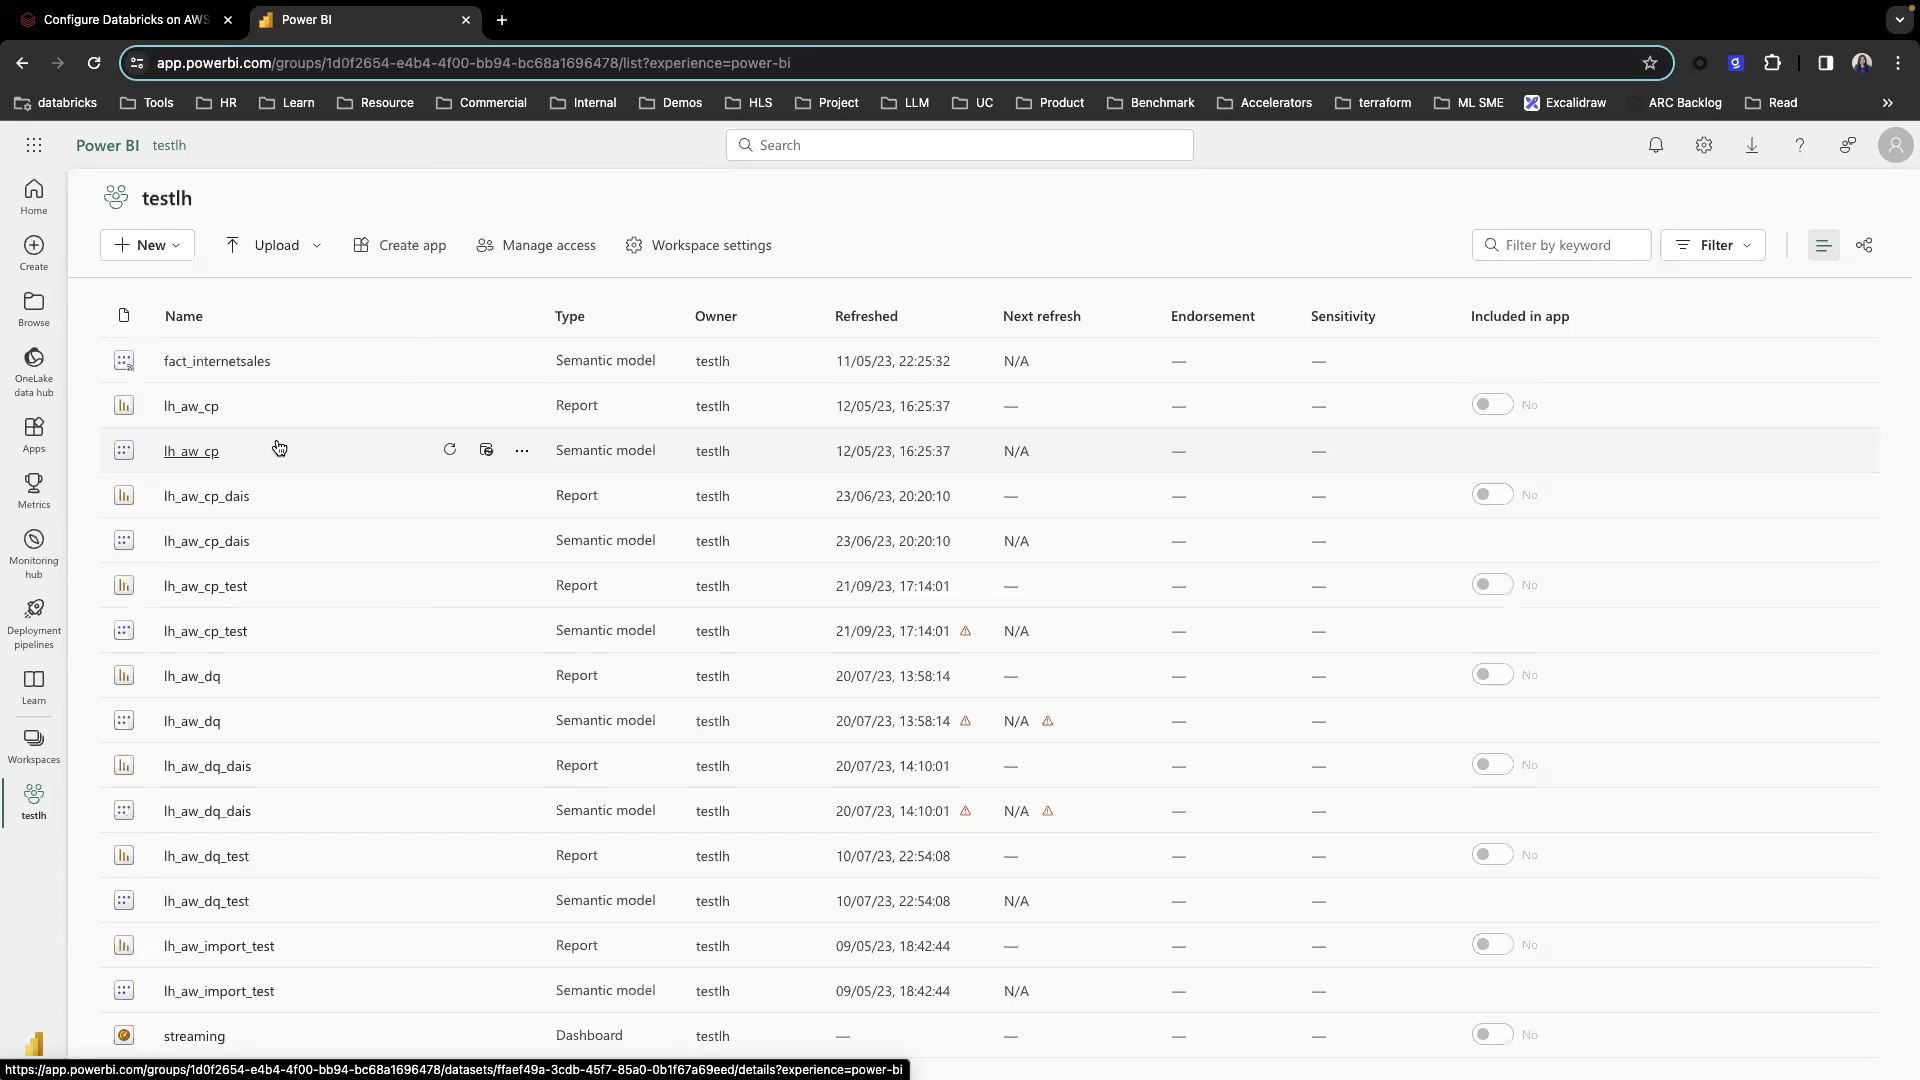 Configure Databricks on AWS
Power BI
app.powerbi.com/groups/1d0f2654-e4b4-4f00-bb94-bc68a1696478/list?experience=power-bi
databricks Tools HR Learn Resource Commercial Internal Demos HLS Project LLM UC Product Benchmark Accelerators terraform ML SME Excalidraw ARC Backlog Read
Power BI testlh Search
testlh
New Upload Create app Manage access Workspace settings Filter by keyword Filter
Home
Create
Browse
OneLake
data hub
Apps
Metrics
Monitoring
hub
Deployment
pipelines
Learn
Workspaces
testlh
Name Type Owner Refreshed Next refresh Endorsement Sensitivity Included in app
fact_internetsales Semantic model testlh 11/05/23, 22:25:32 N/A — —
lh_aw_cp Report testlh 12/05/23, 16:25:37 — — — No
lh_aw_cp ... Semantic model testlh 12/05/23, 16:25:37 N/A — —
lh_aw_cp_dais Report testlh 23/06/23, 20:20:10 — — — No
lh_aw_cp_dais Semantic model testlh 23/06/23, 20:20:10 N/A — —
lh_aw_cp_test Report testlh 21/09/23, 17:14:01 — — — No
lh_aw_cp_test Semantic model testlh 21/09/23, 17:14:01 N/A — —
lh_aw_dq Report testlh 20/07/23, 13:58:14 — — — No
lh_aw_dq Semantic model testlh 20/07/23, 13:58:14 N/A — —
lh_aw_dq_dais Report testlh 20/07/23, 14:10:01 — — — No
lh_aw_dq_dais Semantic model testlh 20/07/23, 14:10:01 N/A — —
lh_aw_dq_test Report testlh 10/07/23, 22:54:08 — — — No
lh_aw_dq_test Semantic model testlh 10/07/23, 22:54:08 N/A — —
lh_aw_import_test Report testlh 09/05/23, 18:42:44 — — — No
lh_aw_import_test Semantic model testlh 09/05/23, 18:42:44 N/A — —
streaming Dashboard testlh — — — — No
https://app.powerbi.com/groups/1d0f2654-e4b4-4f00-bb94-bc68a1696478/datasets/ffaef49a-3cdb-45f7-85a0-0b1f67a69eed/details?experience=power-bi